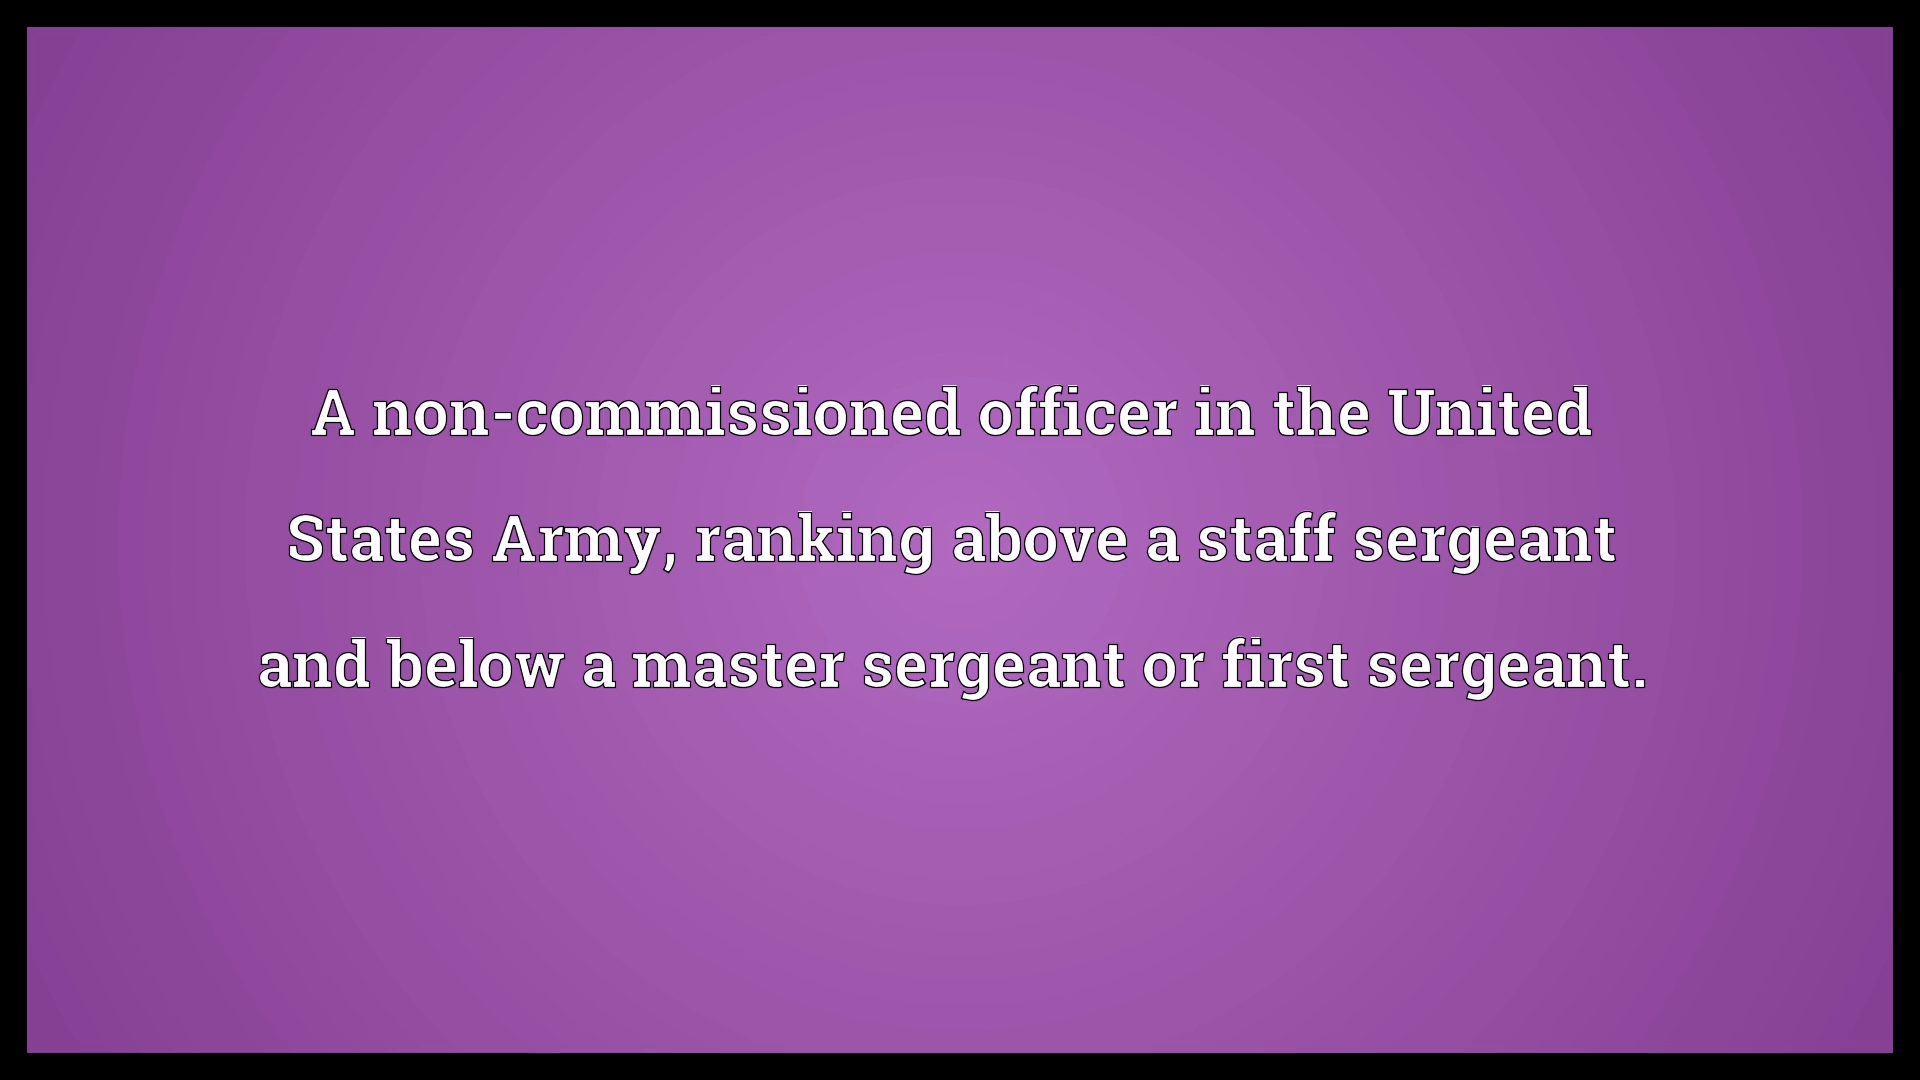 A non-commissioned officer in the United
States Army, ranking above a staff sergeant
and below a master sergeant or first sergeant.